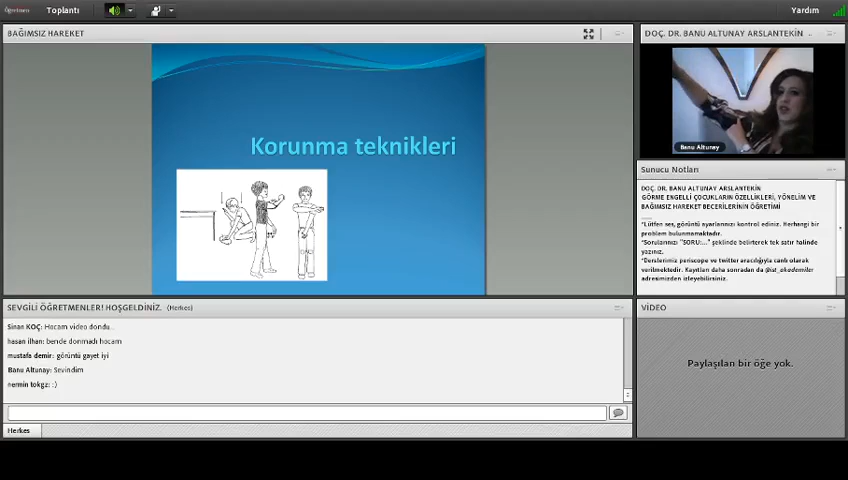 öğretmen Toplantı Yardım
BAĞIMSIZ HAREKET
Korunma teknikleri
DOÇ. DR. BANU ALTUNAY ARSLANTEKİN ..
Banu Altunay
Sunucu Notları
DOÇ. DR. BANU ALTUNAY ARSLANTEKİN
GÖRME ENGELLİ ÇOCUKLARIN ÖZELLİKLERİ, YÖNELİM VE
BAĞIMSIZ HAREKET BECERİLERİNİN ÖĞRETİMİ
*Lütfen ses, görüntü ayarlarınızı kontrol ediniz. Herhangi bir
problem bulunmamaktadır.
*Sorularınızı "SORU:..." şeklinde belirterek tek satır halinde
yazınız.
*Derslerimiz periscope ve twitter aracılığıyla canlı olarak
verilmektedir. Kayıtları daha sonradan da @ist_akademiler
adresimizden izleyebilirsiniz.
SEVGİLİ ÖĞRETMENLER! HOŞGELDİNİZ. (Herkes)
Sinan KOÇ: Hocam video dondu..
hasan ilhan: bende donmadı hocam
mustafa demir: görüntü gayet iyi
Banu Altunay: Sevindim
nermin tokgz: :)
Herkes
VİDEO
Paylaşılan bir öğe yok.